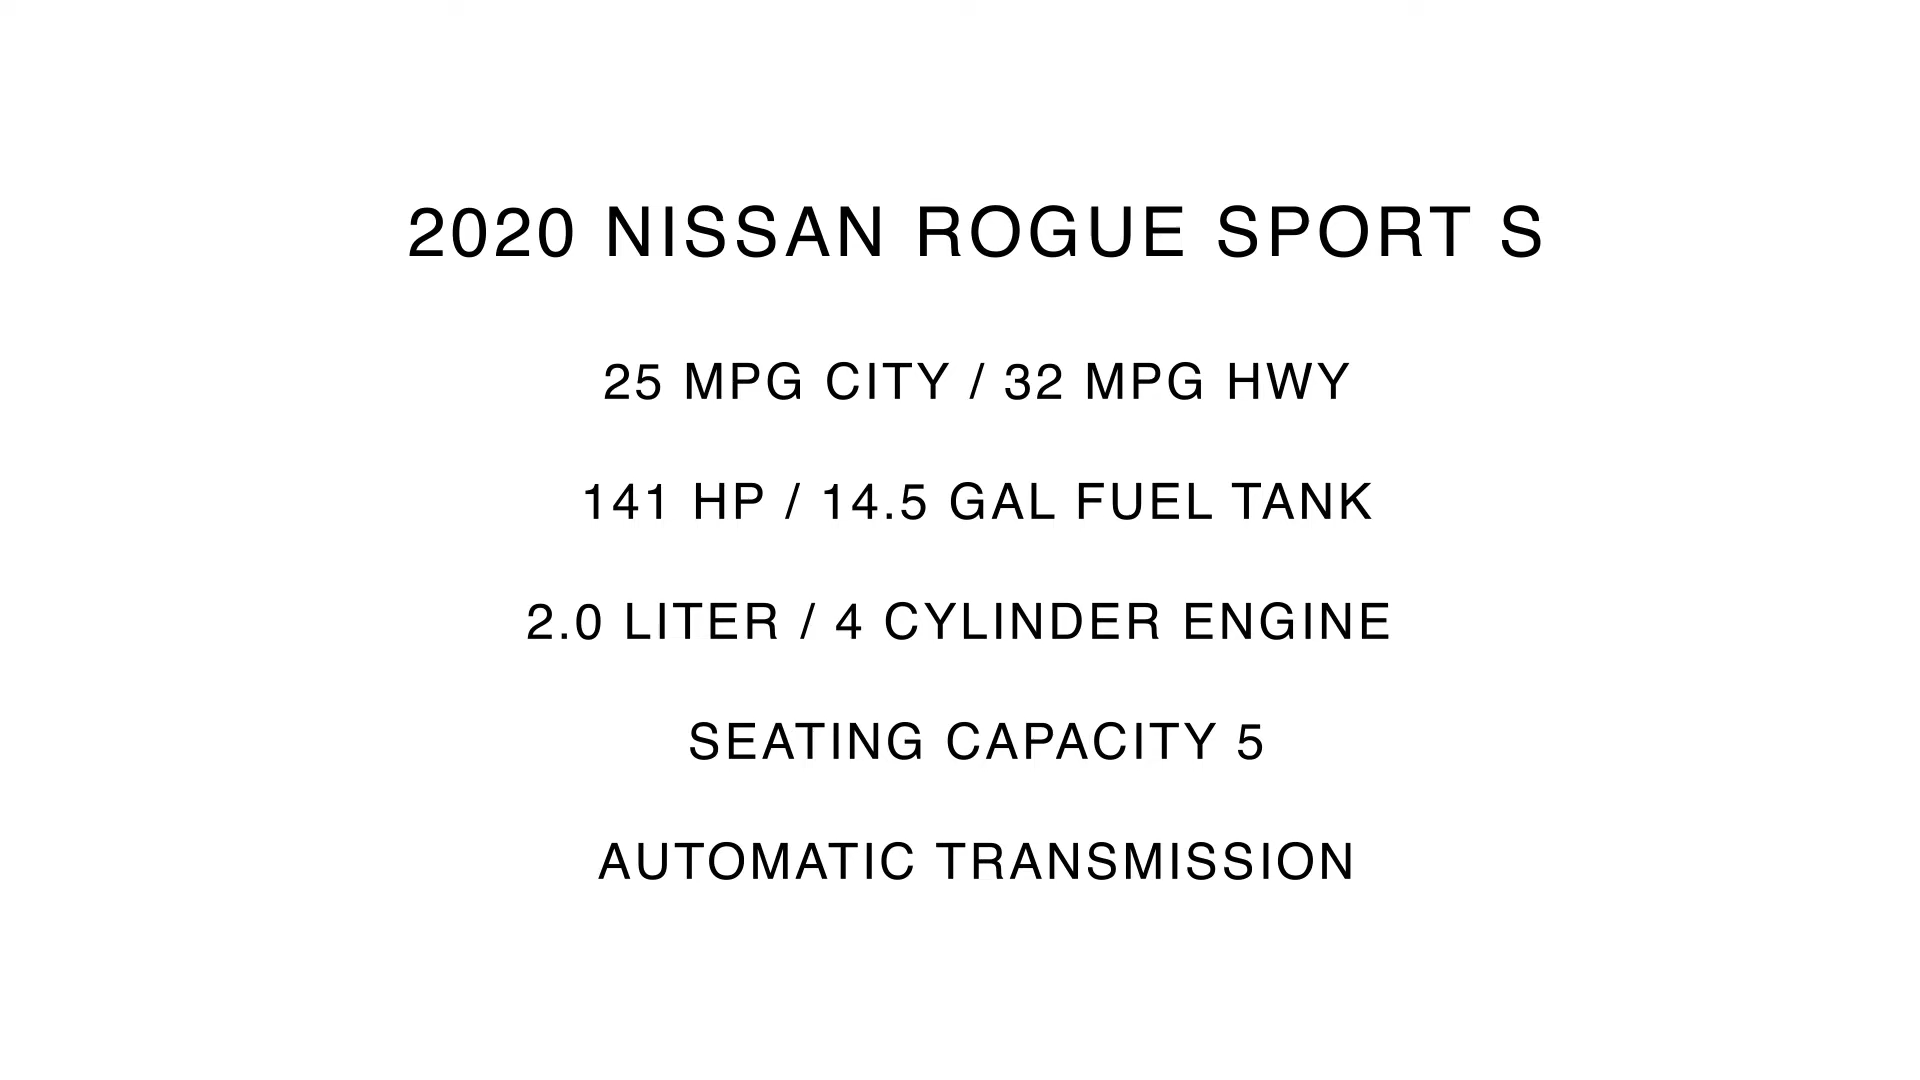 2020 NISSAN ROGUE SPORT S
25 MPG CITY / 32 MPG HWY
141 HP / 14.5 GAL FUEL TANK
2.0 LITER / 4 CYLINDER ENGINE
SEATING CAPACITY 5
AUTOMATIC TRANSMISSION